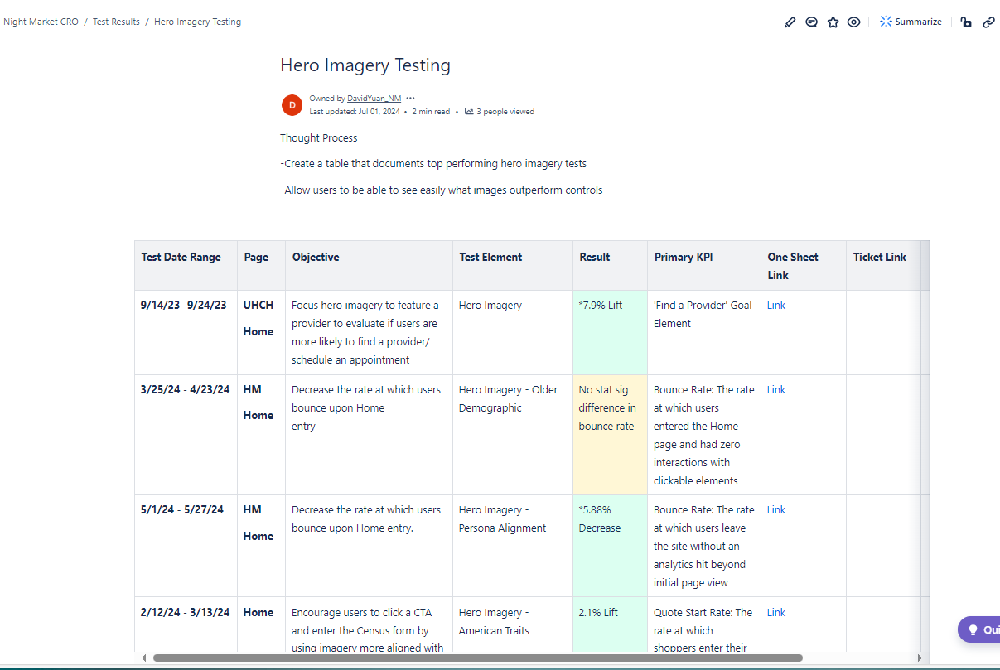 Night Market CRO / Test Results / Hero Imagery Testing
Summarize
Hero Imagery Testing
D
Owned by DavidYuan_NM •••
Last updated: Jul 01, 2024 • 2 min read • 3 people viewed
Thought Process
-Create a table that documents top performing hero imagery tests
-Allow users to be able to see easily what images outperform controls
Test Date Range
Page
Objective
Test Element
Result
Primary KPI
One Sheet
Link
Ticket Link
9/14/23 -9/24/23
UHCH
Home
Focus hero imagery to feature a
provider to evaluate if users are
more likely to find a provider/
schedule an appointment
Hero Imagery
*7.9% Lift
'Find a Provider' Goal
Element
Link
3/25/24 - 4/23/24
HM
Home
Decrease the rate at which users
bounce upon Home
entry
Hero Imagery - Older
Demographic
No stat sig
difference in
bounce rate
Bounce Rate: The rate
at which users
entered the Home
page and had zero
interactions with
clickable elements
Link
5/1/24 - 5/27/24
HM
Home
Decrease the rate at which users
bounce upon Home entry.
Hero Imagery -
Persona Alignment
*5.88%
Decrease
Bounce Rate: The rate
at which users leave
the site without an
analytics hit beyond
initial page view
Link
2/12/24 - 3/13/24
Home
Encourage users to click a CTA
and enter the Census form by
using imagery more aligned with
Hero Imagery -
American Traits
2.1% Lift
Quote Start Rate: The
rate at which
shoppers enter their
Link
Qui